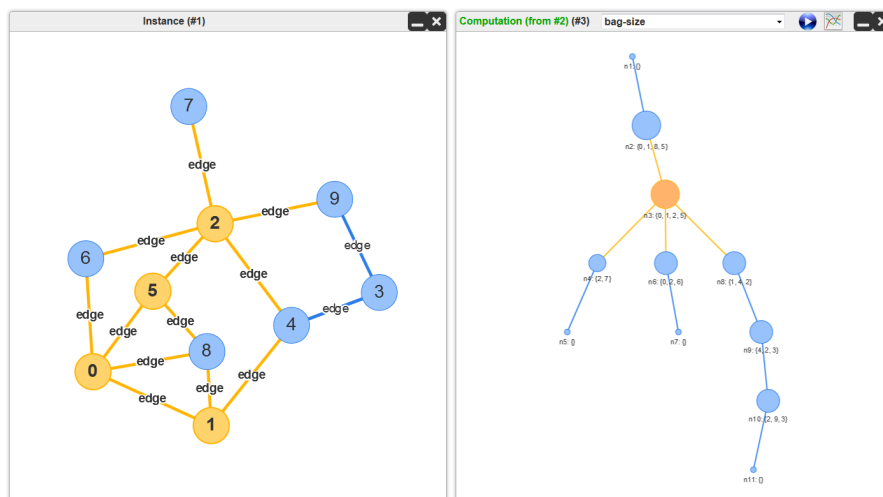 Instance (#1)
7
edge
9
edge
2
edge
edge
6
edge
edge
5
3
edge
edge
edge
4
edge
8
edge
edge
edge
0
edge
1
Computation (from #2) (#3)
bag-size
n1: {}
n2: {0, 1, 8, 5}
n3: {0, 1, 2, 5}
n4: {2, 7}
n6: {0, 2, 6}
n8: {1, 4, 2}
n5: {}
n7: {}
n9: {4, 2, 3}
n10: {2, 9, 3}
n11: {}